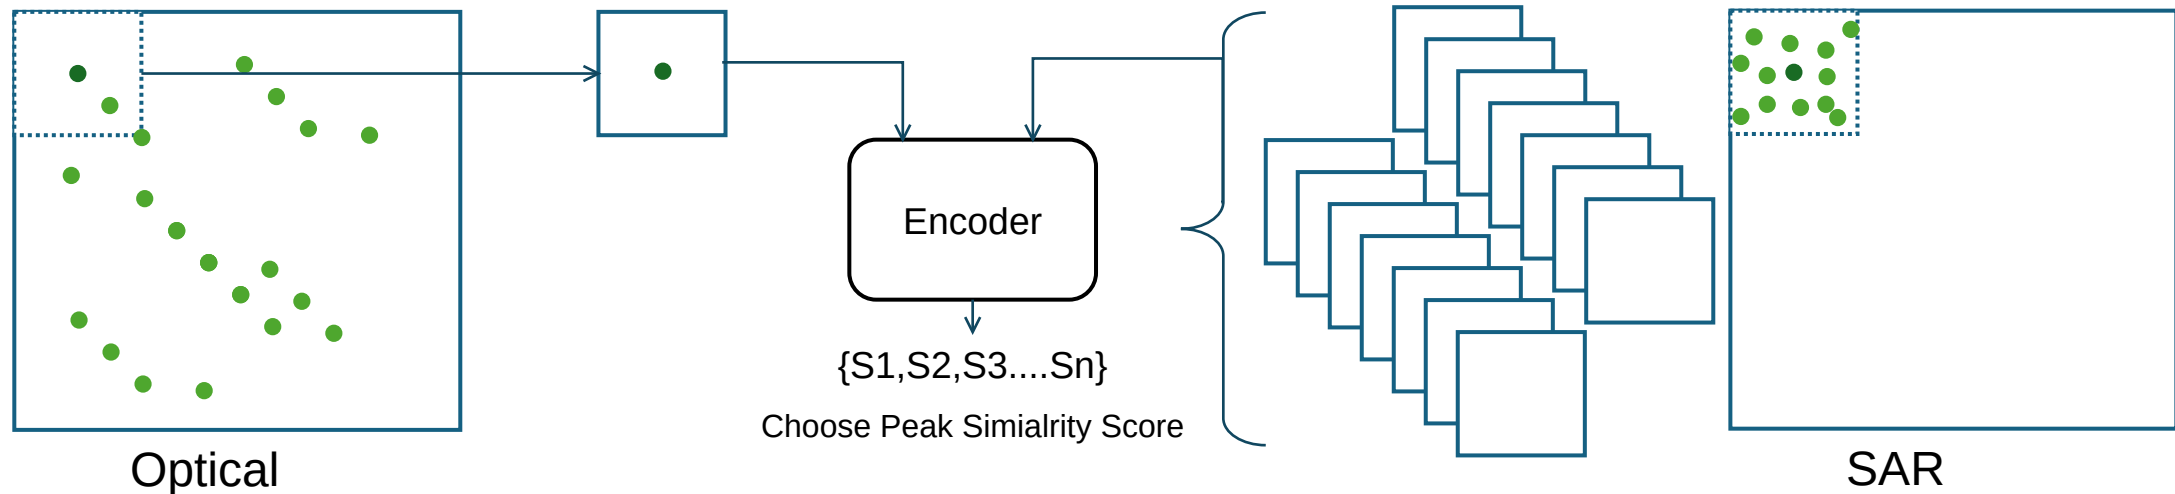 Encoder
{S1,S2,S3....Sn}
Choose Peak Simialrity Score
Optical
SAR